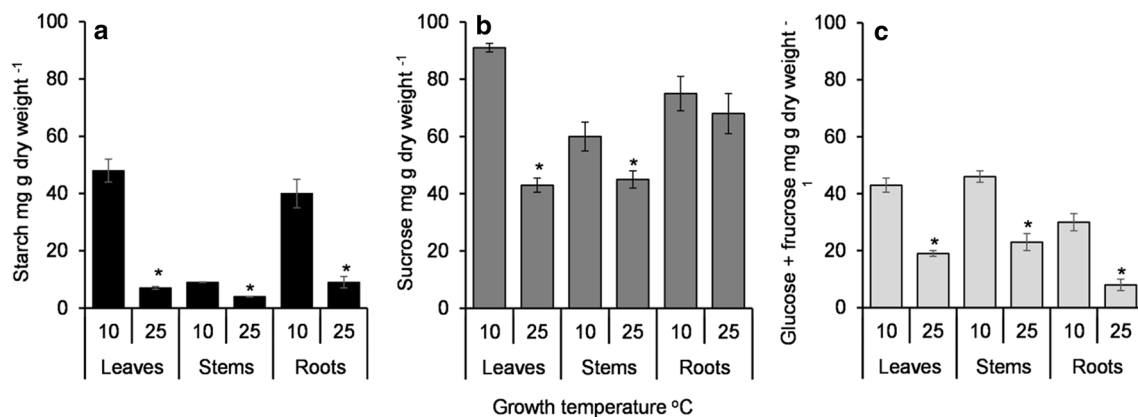 a
Starch mg g dry weight -1
100
80
60
40
20
0
*
*
*
10 25 10 25 10 25
Leaves Stems Roots
b
Sucrose mg g dry weight -1
100
80
60
40
20
0
*
*
10 25 10 25 10 25
Leaves Stems Roots
c
Glucose + frucrose mg g dry weight -
1
100
80
60
40
20
0
*
*
*
10 25 10 25 10 25
Leaves Stems Roots
Growth temperature ºC